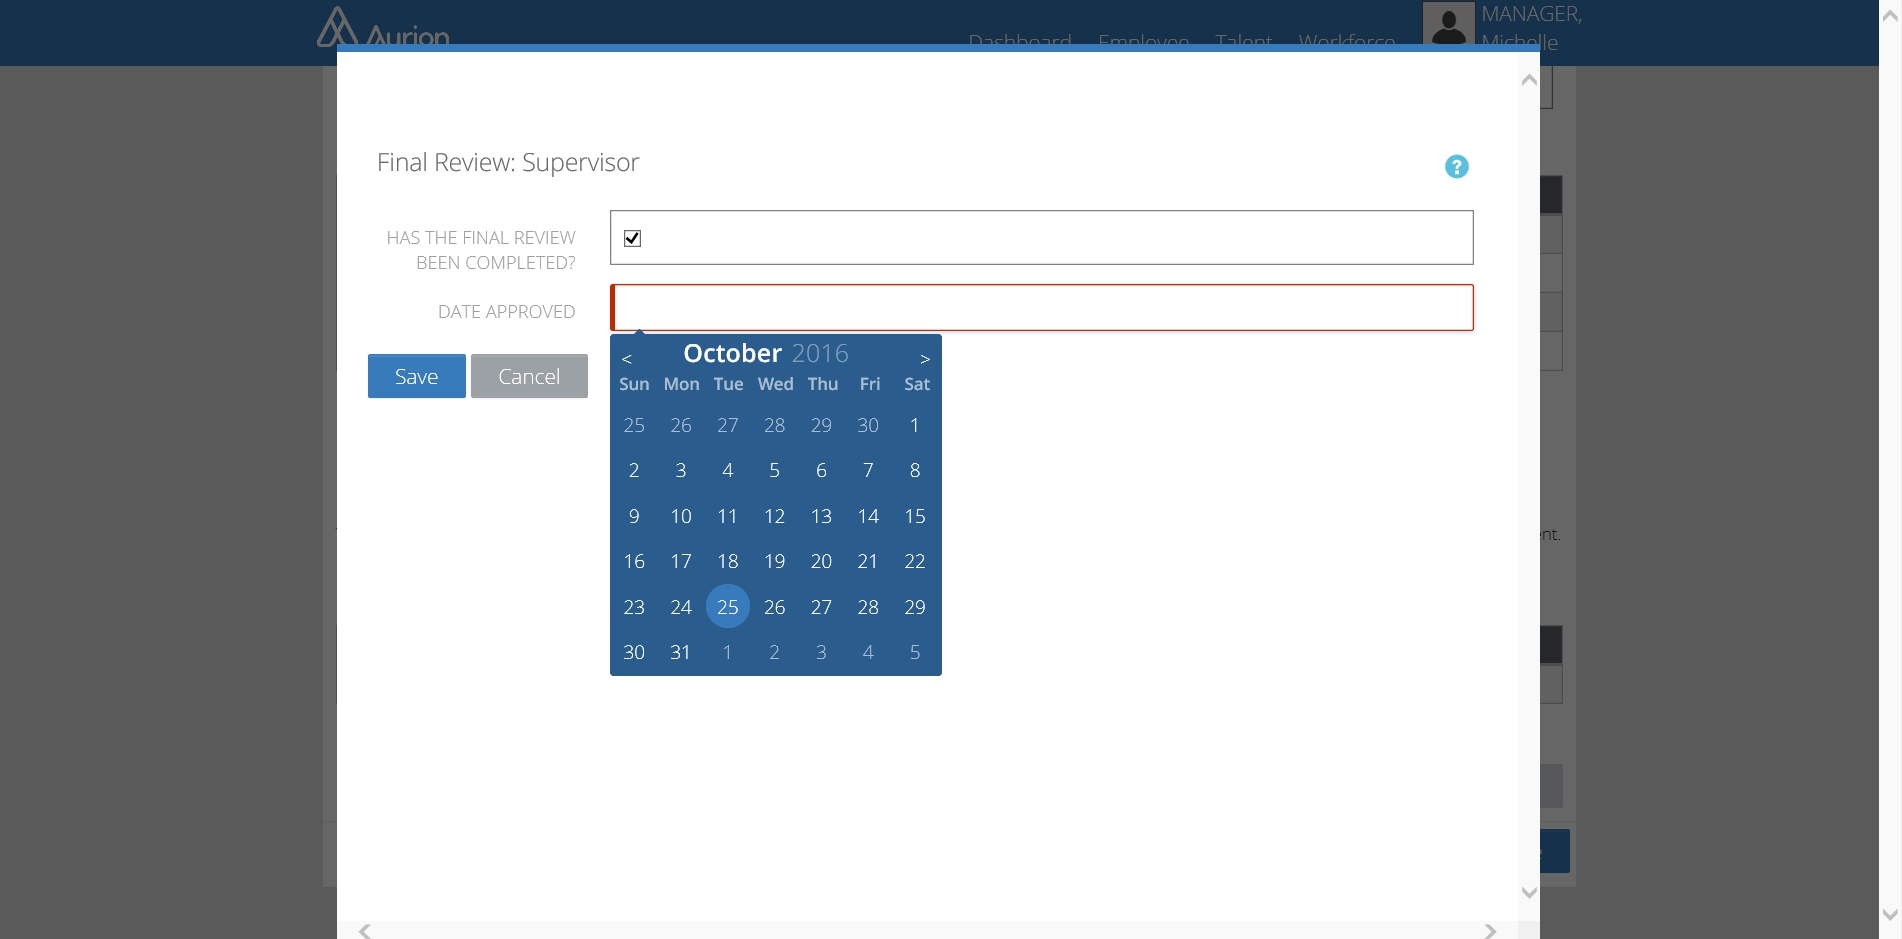 Aurion
Dashboard Employee Talent Workforce
MANAGER,
Michelle
Final Review: Supervisor
?
HAS THE FINAL REVIEW
BEEN COMPLETED?
DATE APPROVED
Save Cancel
< October 2016 >
Sun Mon Tue Wed Thu Fri Sat
25 26 27 28 29 30 1
2 3 4 5 6 7 8
9 10 11 12 13 14 15
16 17 18 19 20 21 22
23 24 25 26 27 28 29
30 31 1 2 3 4 5